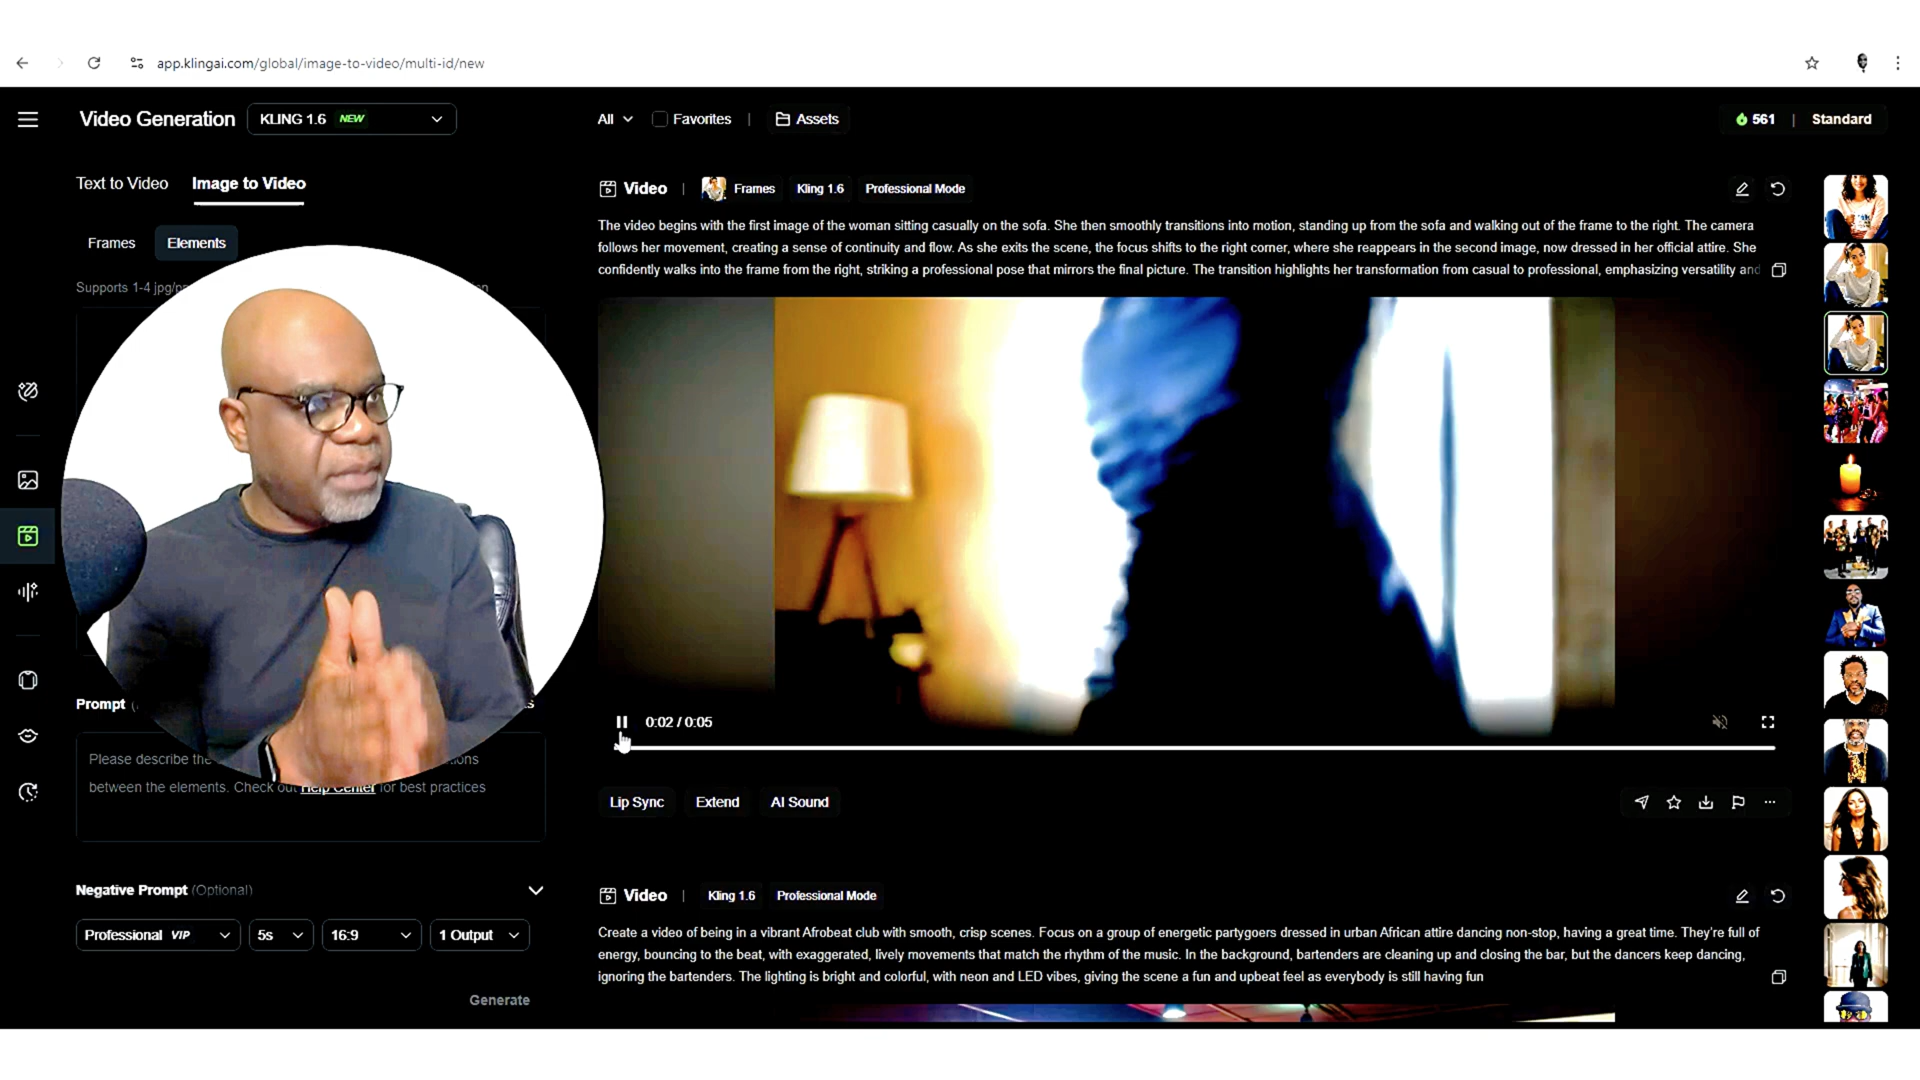 app.klingai.com/global/image-to-video/multi-id/new
Video Generation
KLING 1.6 NEW
All
Favorites
Assets
561
Standard
Text to Video
Image to Video
Frames
Elements
Supports 1-4
Prompt
Please describe the
between the elements. Check out Help Center for best practices
Negative Prompt (Optional)
Professional VIP
5s
16:9
1 Output
Generate
Video | Frames Kling 1.6 Professional Mode
The video begins with the first image of the woman sitting casually on the sofa. She then smoothly transitions into motion, standing up from the sofa and walking out of the frame to the right. The camera
follows her movement, creating a sense of continuity and flow. As she exits the scene, the focus shifts to the right corner, where she reappears in the second image, now dressed in her official attire. She
confidently walks into the frame from the right, striking a professional pose that mirrors the final picture. The transition highlights her transformation from casual to professional, emphasizing versatility and
0:02 / 0:05
Lip Sync
Extend
AI Sound
Video | Kling 1.6 Professional Mode
Create a video of being in a vibrant Afrobeat club with smooth, crisp scenes. Focus on a group of energetic partygoers dressed in urban African attire dancing non-stop, having a great time. They're full of
energy, bouncing to the beat, with exaggerated, lively movements that match the rhythm of the music. In the background, bartenders are cleaning up and closing the bar, but the dancers keep dancing,
ignoring the bartenders. The lighting is bright and colorful, with neon and LED vibes, giving the scene a fun and upbeat feel as everybody is still having fun